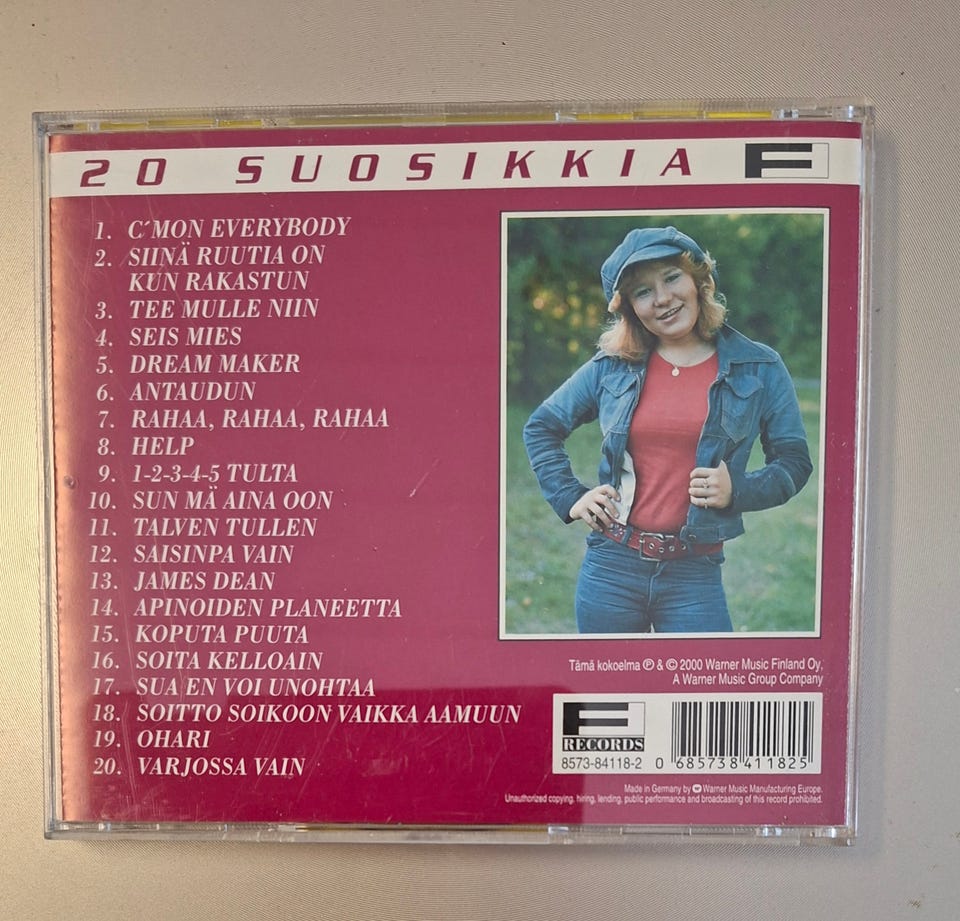 20 SUOSIKKIA F
1. C´MON EVERYBODY
2. SIINÄ RUUTIA ON
KUN RAKASTUN
3. TEE MULLE NIIN
4. SEIS MIES
5. DREAM MAKER
6. ANTAUDUN
7. RAHAA, RAHAA, RAHAA
8. HELP
9. 1-2-3-4-5 TULTA
10. SUN MÄ AINA OON
11. TALVEN TULLEN
12. SAISINPA VAIN
13. JAMES DEAN
14. APINOIDEN PLANEETTA
15. KOPUTA PUUTA
16. SOITA KELLOAIN
17. SUA EN VOI UNOHTAA
18. SOITTO SOIKOON VAIKKA AAMUUN
19. OHARI
20. VARJOSSA VAIN
Tämä kokoelma ℗ & © 2000 Warner Music Finland Oy,
A Warner Music Group Company
F
RECORDS
8573-84118-2
0 685738 411825
Made in Germany by Warner Music Manufacturing Europe.
Unauthorized copying, hiring, lending, public performance and broadcasting of this record prohibited.